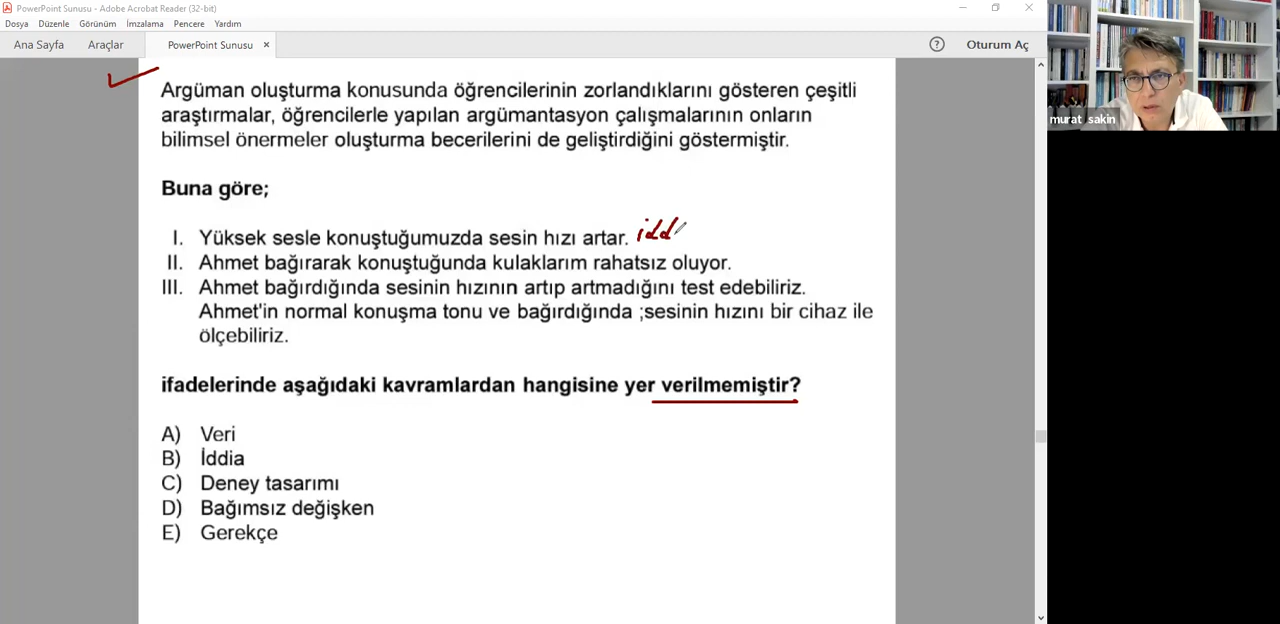 PowerPoint Sunusu - Adobe Acrobat Reader (32-bit)
Dosya Düzenle Görünüm İmzalama Pencere Yardım
Ana Sayfa Araçlar PowerPoint Sunusu × Oturum Aç
murat sakin
Argüman oluşturma konusunda öğrencilerinin zorlandıklarını gösteren çeşitli
araştırmalar, öğrencilerle yapılan argümantasyon çalışmalarının onların
bilimsel önermeler oluşturma becerilerini de geliştirdiğini göstermiştir.
Buna göre;
I. Yüksek sesle konuştuğumuzda sesin hızı artar. idd
II. Ahmet bağırarak konuştuğunda kulaklarım rahatsız oluyor.
III. Ahmet bağırdığında sesinin hızının artıp artmadığını test edebiliriz.
Ahmet'in normal konuşma tonu ve bağırdığında ;sesinin hızını bir cihaz ile
ölçebiliriz.
ifadelerinde aşağıdaki kavramlardan hangisine yer verilmemiştir?
A) Veri
B) İddia
C) Deney tasarımı
D) Bağımsız değişken
E) Gerekçe